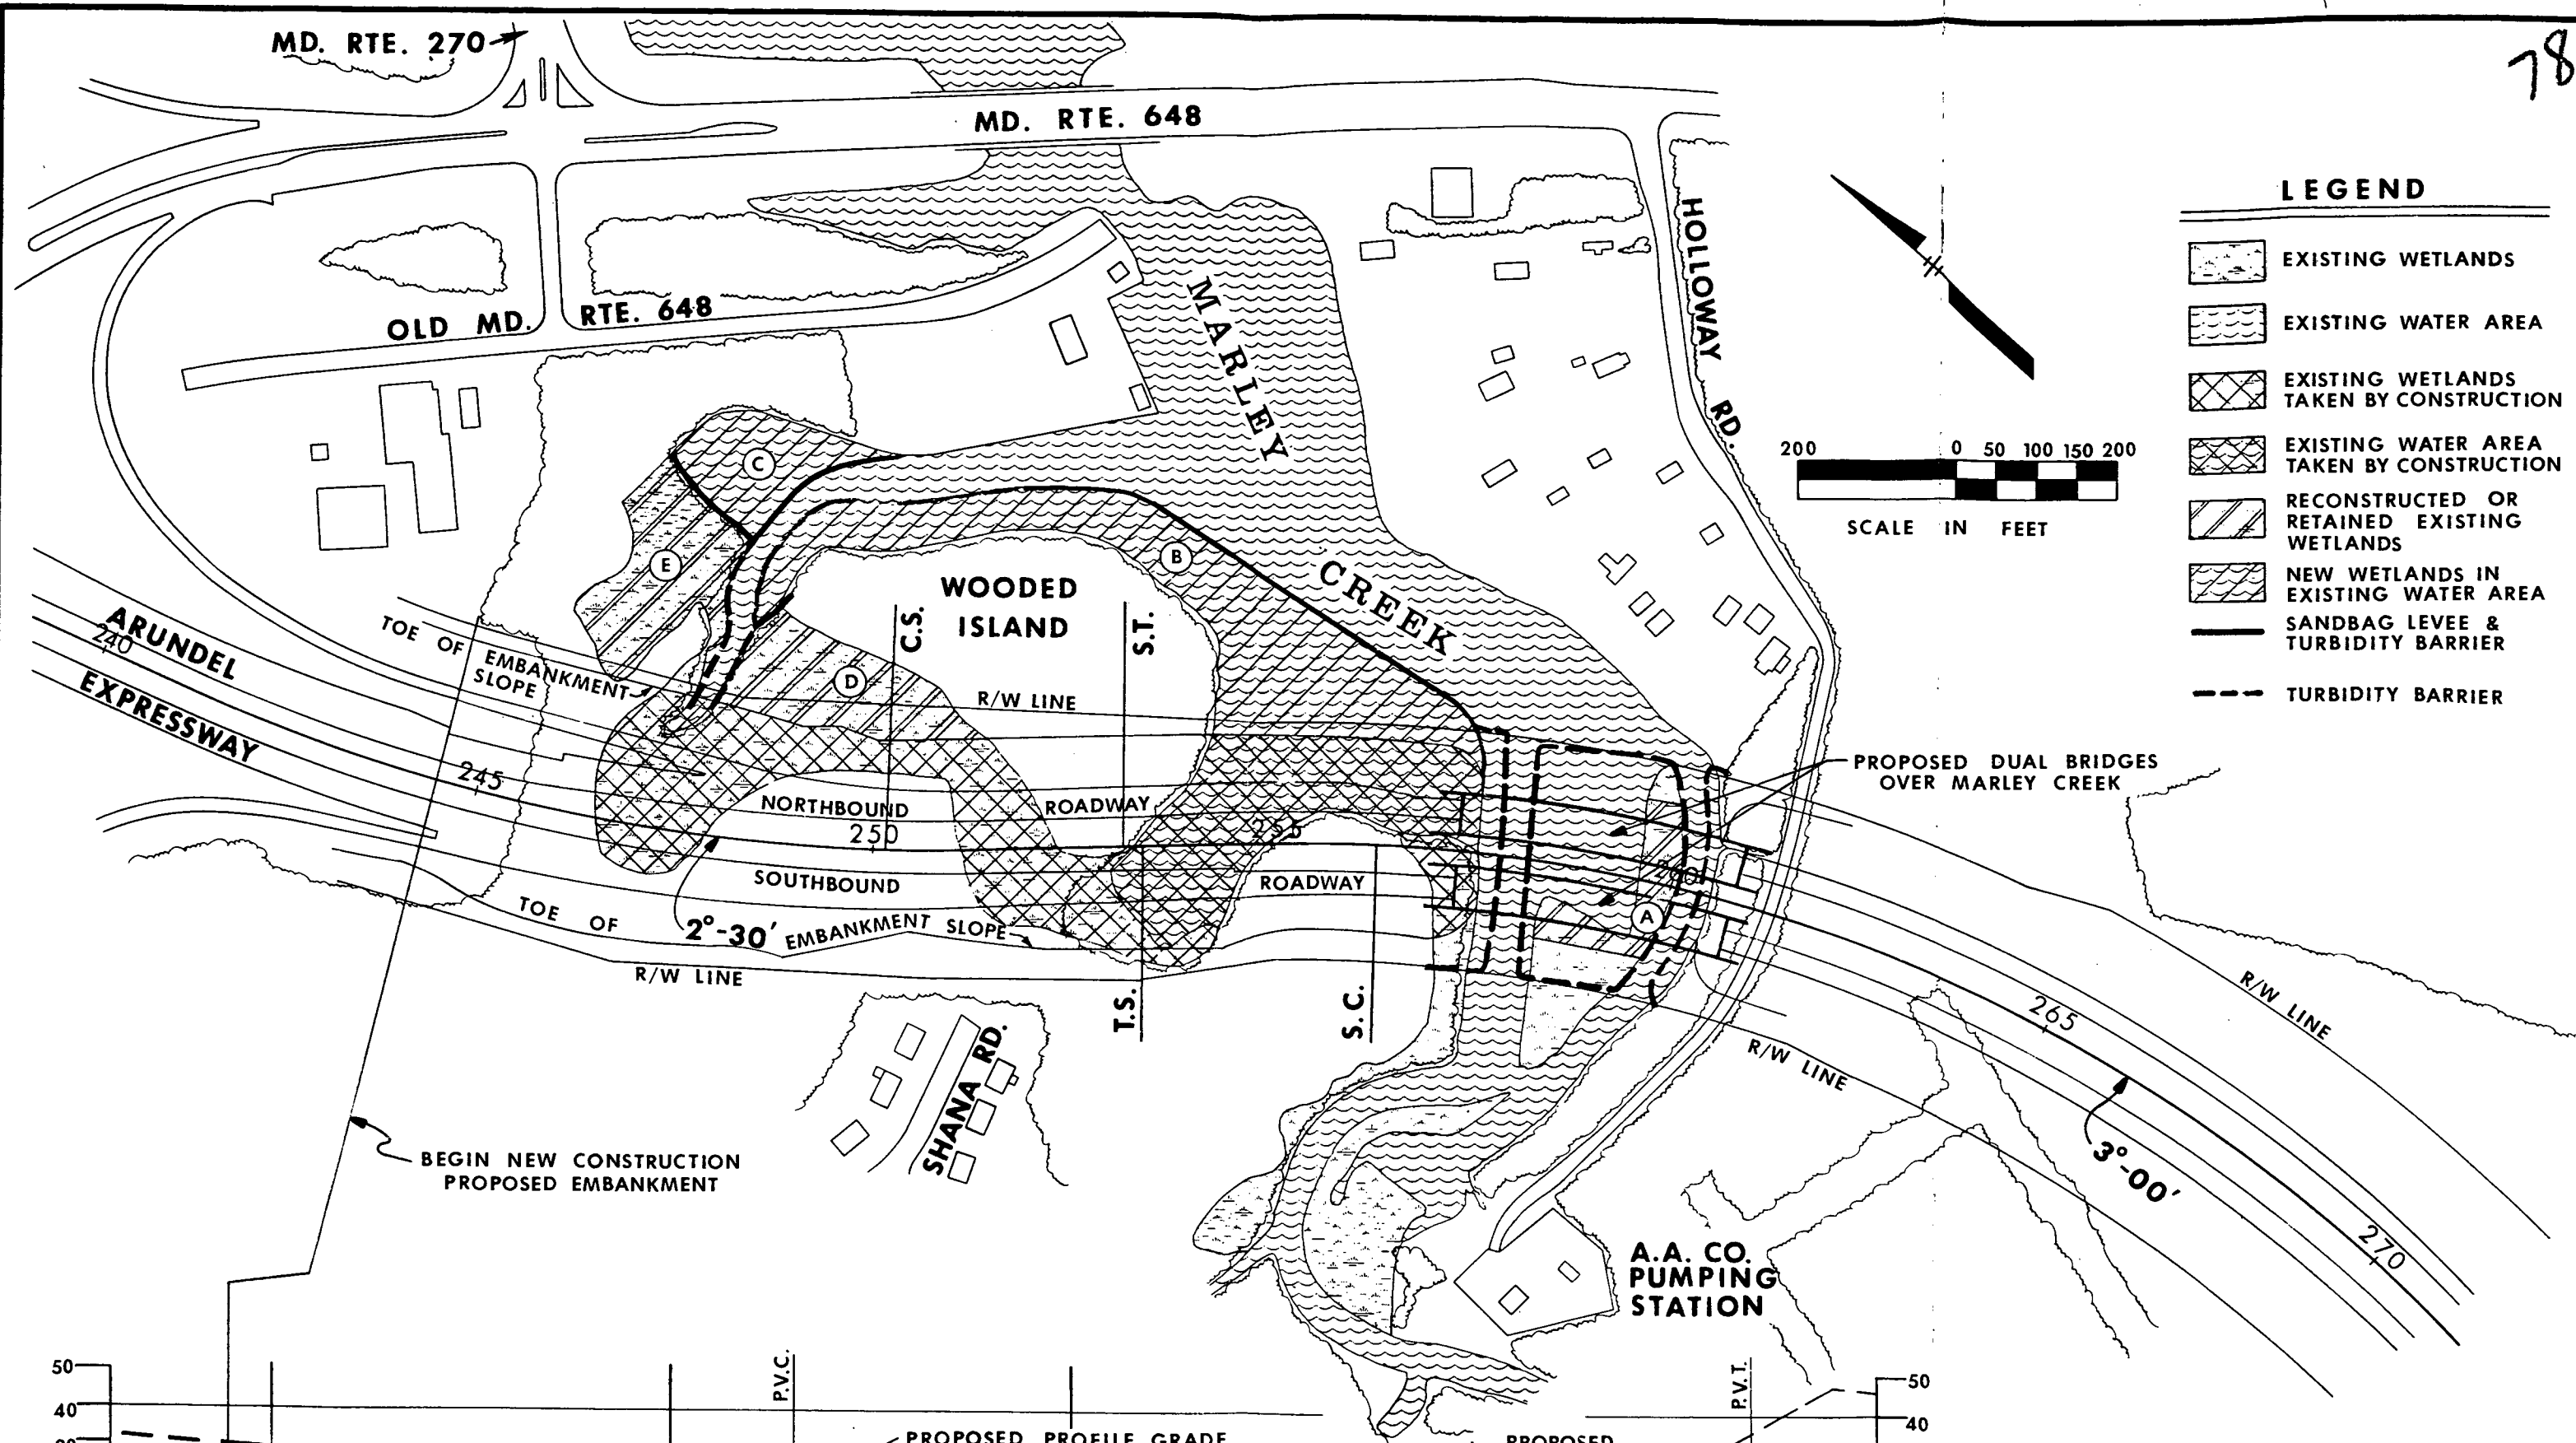 78
MD. RTE. 270
MD. RTE. 648
HOLLOWAY RD.
OLD MD. RTE. 648
MARLEY CREEK
LEGEND
EXISTING WETLANDS
EXISTING WATER AREA
EXISTING WETLANDS
TAKEN BY CONSTRUCTION
EXISTING WATER AREA
TAKEN BY CONSTRUCTION
RECONSTRUCTED OR
RETAINED EXISTING
WETLANDS
NEW WETLANDS IN
EXISTING WATER AREA
SANDBAG LEVEE &
TURBIDITY BARRIER
TURBIDITY BARRIER
200 0 50 100 150 200
SCALE IN FEET
C
E
B
D
A
WOODED
ISLAND
C.S.
S.T.
R/W LINE
TOE OF EMBANKMENT
SLOPE
ARUNDEL
EXPRESSWAY
240
245
250
255
260
265
270
NORTHBOUND ROADWAY
SOUTHBOUND ROADWAY
PROPOSED DUAL BRIDGES
OVER MARLEY CREEK
TOE OF EMBANKMENT SLOPE
2°-30'
R/W LINE
T.S.
S.C.
R/W LINE
R/W LINE
3°-00'
SHANA RD.
BEGIN NEW CONSTRUCTION
PROPOSED EMBANKMENT
A.A. CO.
PUMPING
STATION
50
40
P.V.C.
P.V.T.
50
40
PROPOSED PROFILE GRADE
PROPOSED